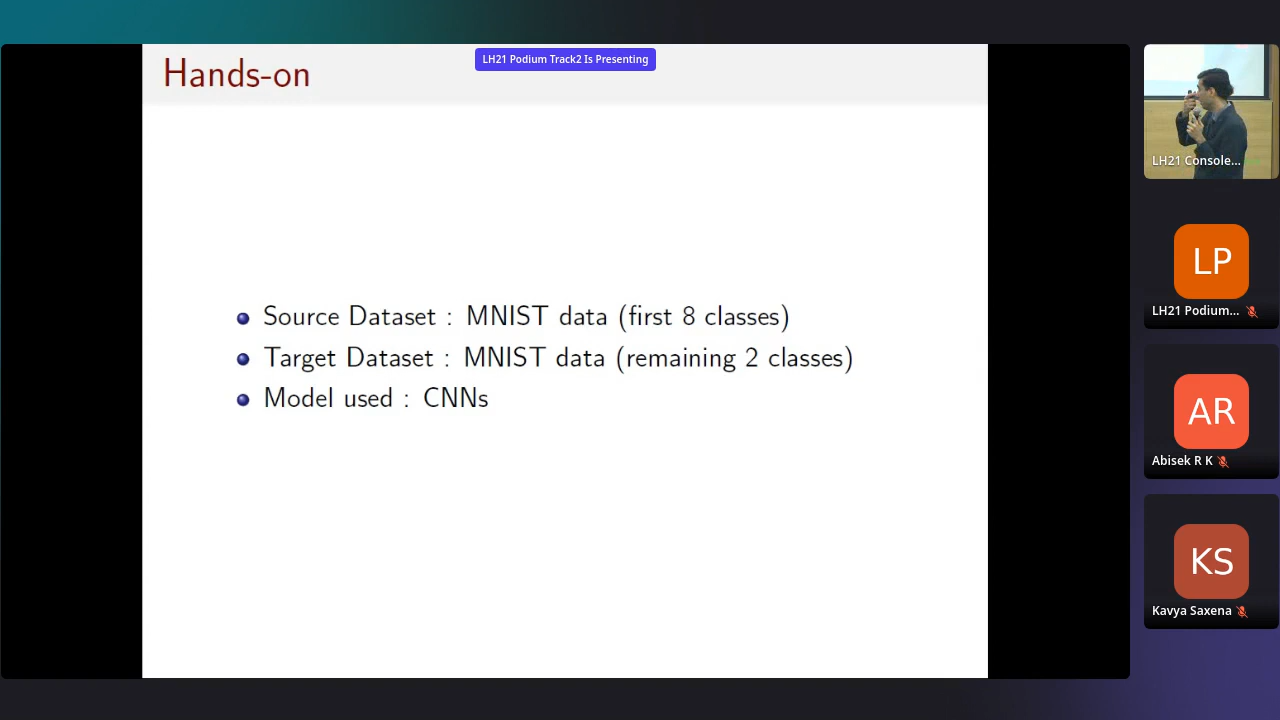 Hands-on
LH21 Podium Track2 Is Presenting
Source Dataset : MNIST data (first 8 classes)
Target Dataset : MNIST data (remaining 2 classes)
Model used : CNNs
LH21 Console...
LP
LH21 Podium...
AR
Abisek R K
KS
Kavya Saxena